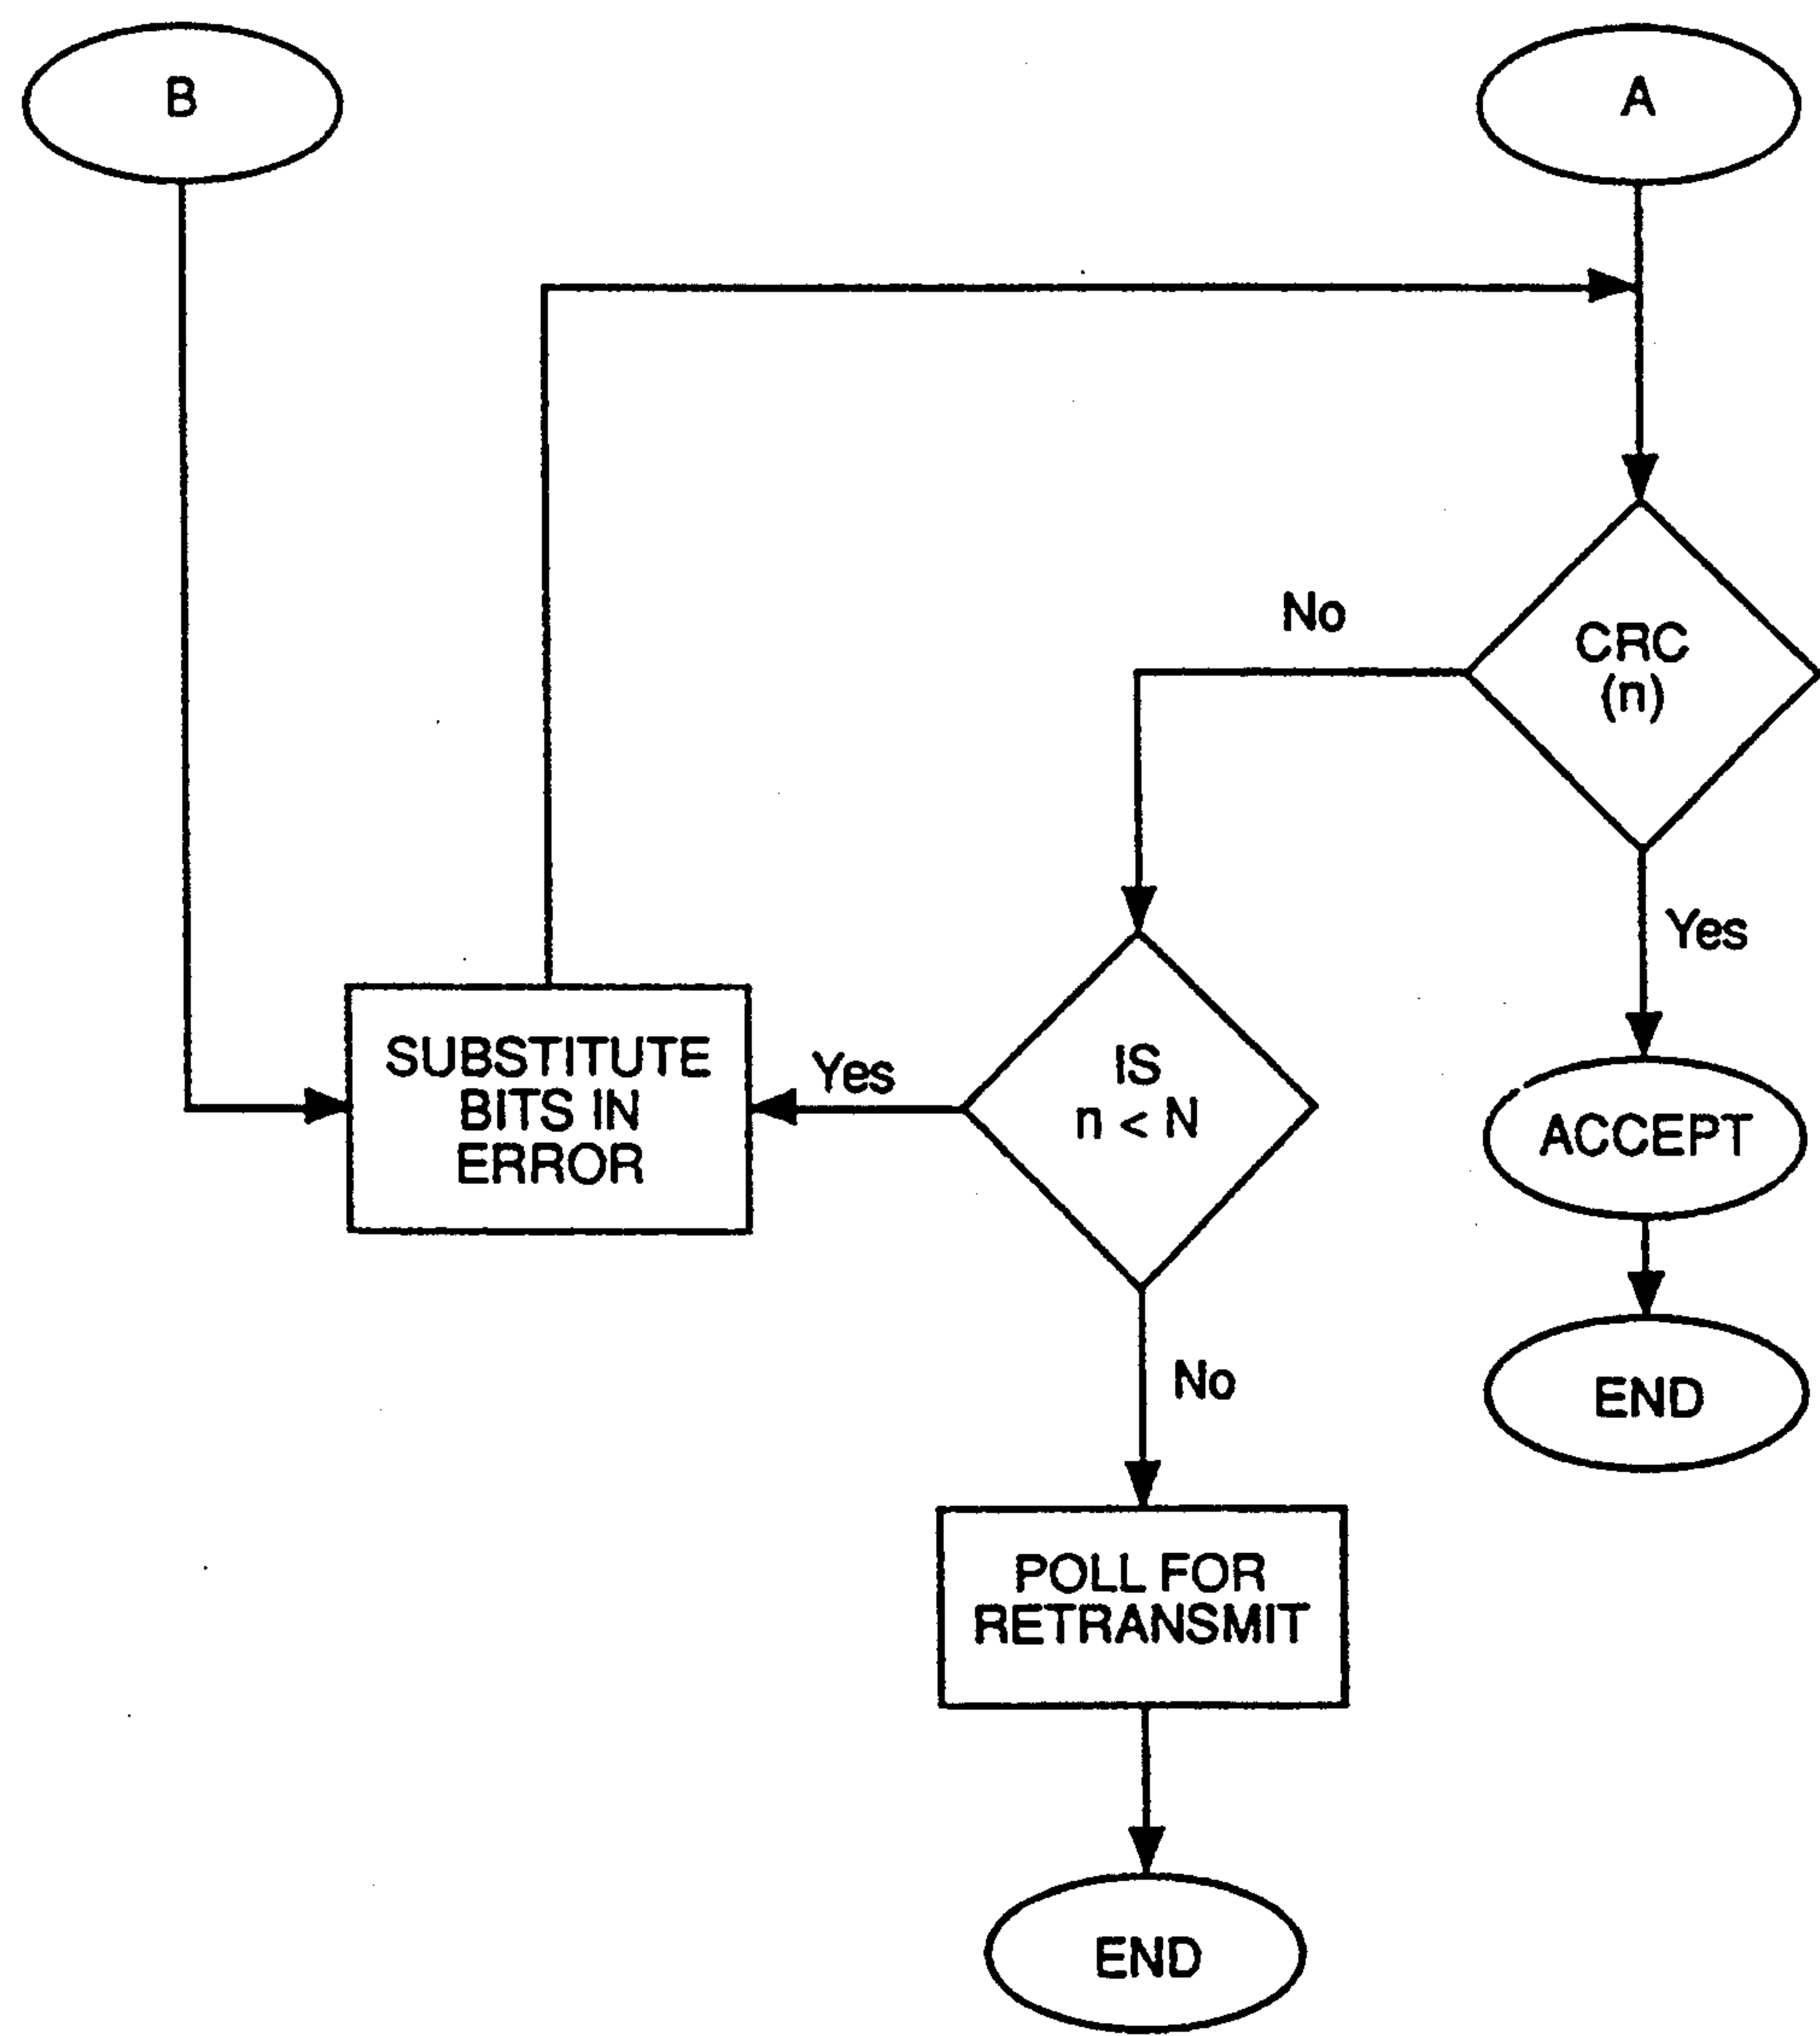 B
A
No
CRC
(n)
Yes
SUBSTITUTE
BITS IN
ERROR
Yes
IS
n < N
ACCEPT
No
END
POLL FOR
RETRANSMIT
END